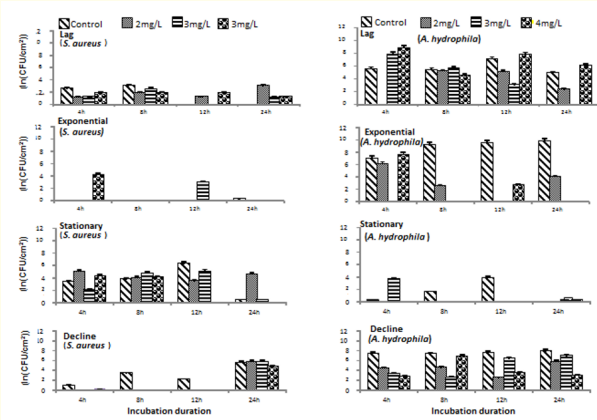 Control 2mg/L 3mg/L 3mg/L
Lag
(S. aureus )
(ln(CFU/cm²))
4h 8h 12h 24h
Exponential
(S. aureus)
12
10
8
6
4
2
0
(ln(CFU/cm²))
4h 8h 12h 24h
Stationary
(S. aureus )
12
10
8
6
4
2
0
(ln(CFU/cm²))
4h 8h 12h 24h
Decline
(S. aureus )
12
10
8
6
4
2
0
(ln(CFU/cm²))
4h 8h 12h 24h
Incubation duration
Control 2mg/L 3mg/L 4mg/L
Lag
(A. hydrophila)
12
10
8
6
4
2
0
4h 8h 12h 24h
Exponential
(A. hydrophila)
12
10
8
6
4
2
0
4h 8h 12h 24h
Stationary
(A. hydrophila )
12
10
8
6
4
2
0
4h 8h 12h 24h
Decline
(A. hydrophila)
12
10
8
6
4
2
0
4h 8h 12h 24h
Incubation duration